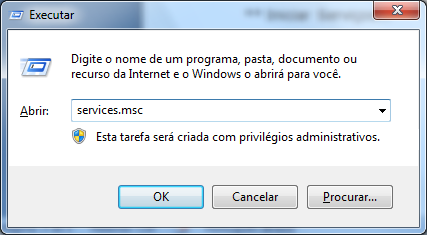 Executar
Digite o nome de um programa, pasta, documento ou
recurso da Internet e o Windows o abrirá para você.
Abrir: services.msc
Esta tarefa será criada com privilégios administrativos.
OK Cancelar Procurar...